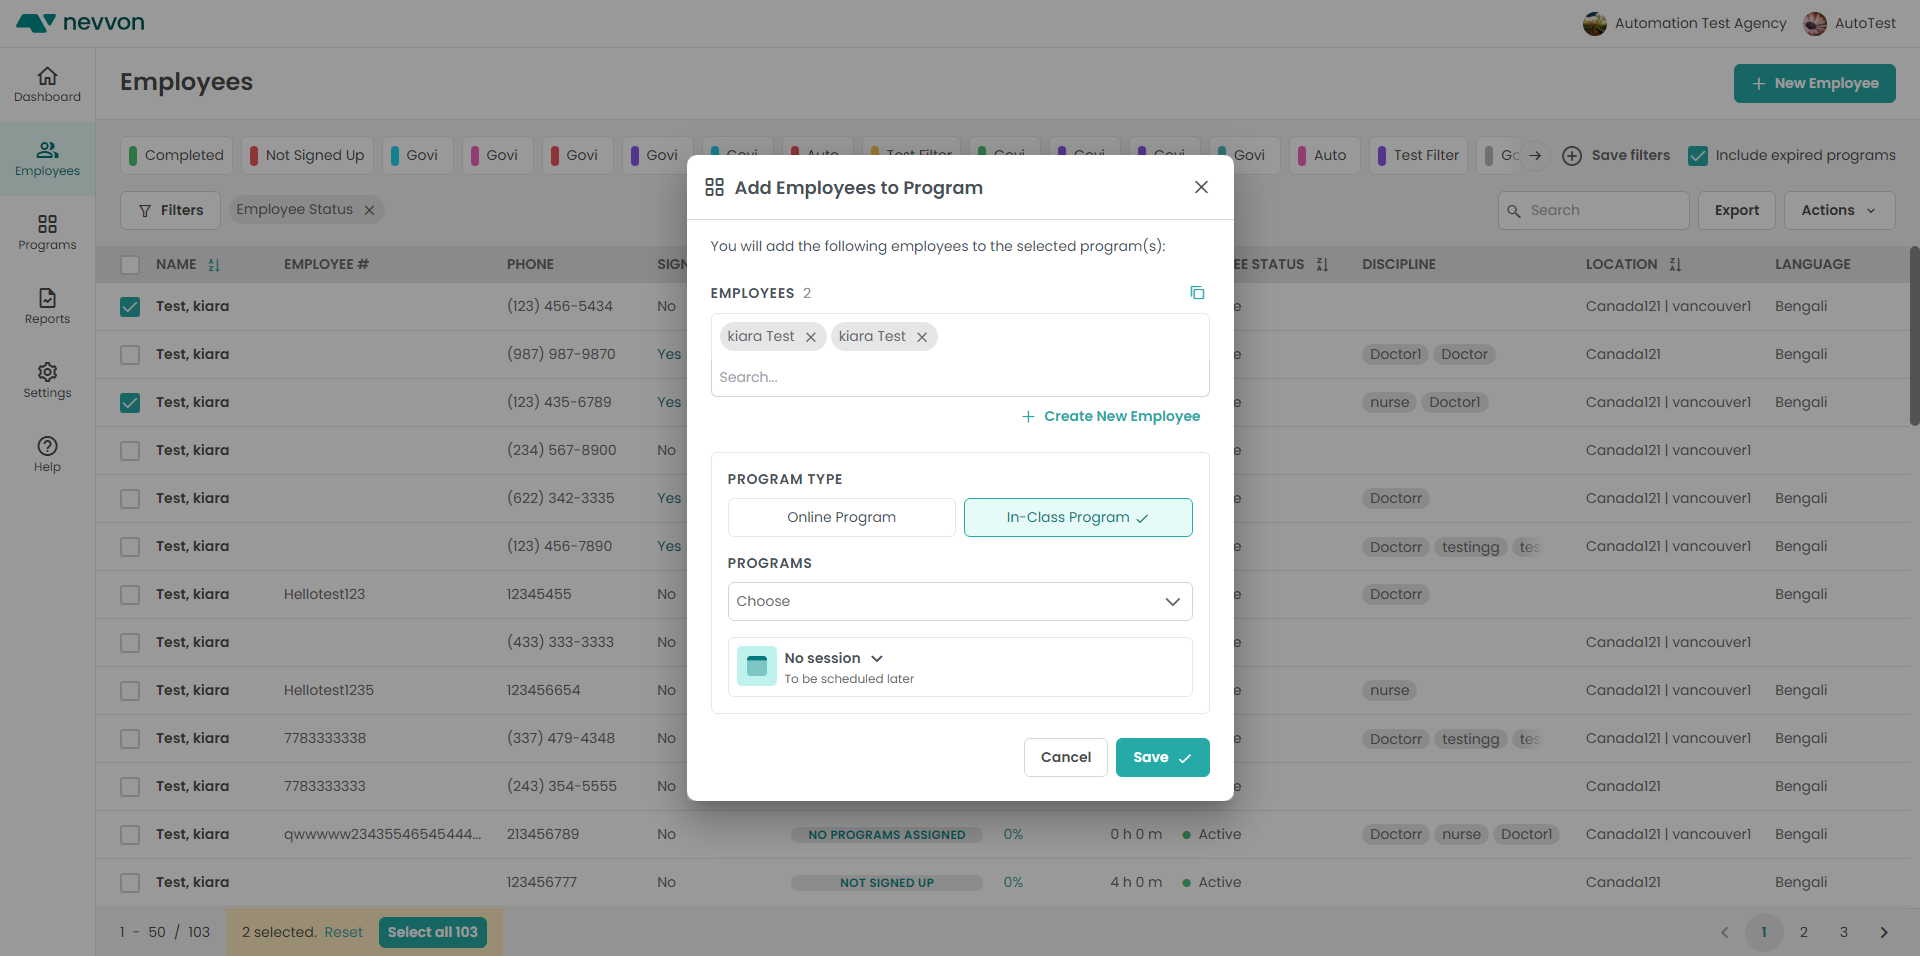 nevvon
Automation Test Agency
AutoTest
Dashboard
Employees
Programs
Reports
Settings
Help
Employees
+ New Employee
Completed
Not Signed Up
Govi
Govi
Govi
Govi
Govi
Auto
Test Filter
Govi
Govi
Govi
Govi
Auto
Test Filter
Save filters
Include expired programs
Filters
Employee Status
Search
Export
Actions
NAME EMPLOYEE # PHONE SIGN EE STATUS DISCIPLINE LOCATION LANGUAGE
Test, kiara (123) 456-5434 No e Canada121 | vancouver1 Bengali
Test, kiara (987) 987-9870 Yes e Doctor1 Doctor Canada121 Bengali
Test, kiara (123) 435-6789 Yes e nurse Doctor1 Canada121 | vancouver1 Bengali
Test, kiara (234) 567-8900 No e Canada121 | vancouver1
Test, kiara (622) 342-3335 Yes e Doctorr Canada121 | vancouver1 Bengali
Test, kiara (123) 456-7890 Yes e Doctorr testingg tes Canada121 | vancouver1 Bengali
Test, kiara Hellotest123 12345455 No e Doctorr Bengali
Test, kiara (433) 333-3333 No e Canada121 | vancouver1
Test, kiara Hellotest1235 123456654 No e nurse Canada121 | vancouver1 Bengali
Test, kiara 7783333338 (337) 479-4348 No e Doctorr testingg tes Canada121 | vancouver1 Bengali
Test, kiara 7783333333 (243) 354-5555 No e Canada121 Bengali
Test, kiara qwwwww23435546545444... 213456789 No NO PROGRAMS ASSIGNED 0% 0 h 0 m Active Doctorr nurse Doctor1 Canada121 | vancouver1 Bengali
Test, kiara 123456777 No NOT SIGNED UP 0% 4 h 0 m Active Canada121 Bengali
1 - 50 / 103
2 selected. Reset
Select all 103
1 2 3
Add Employees to Program
You will add the following employees to the selected program(s):
EMPLOYEES 2
kiara Test
kiara Test
Search...
+ Create New Employee
PROGRAM TYPE
Online Program
In-Class Program
PROGRAMS
Choose
No session
To be scheduled later
Cancel
Save